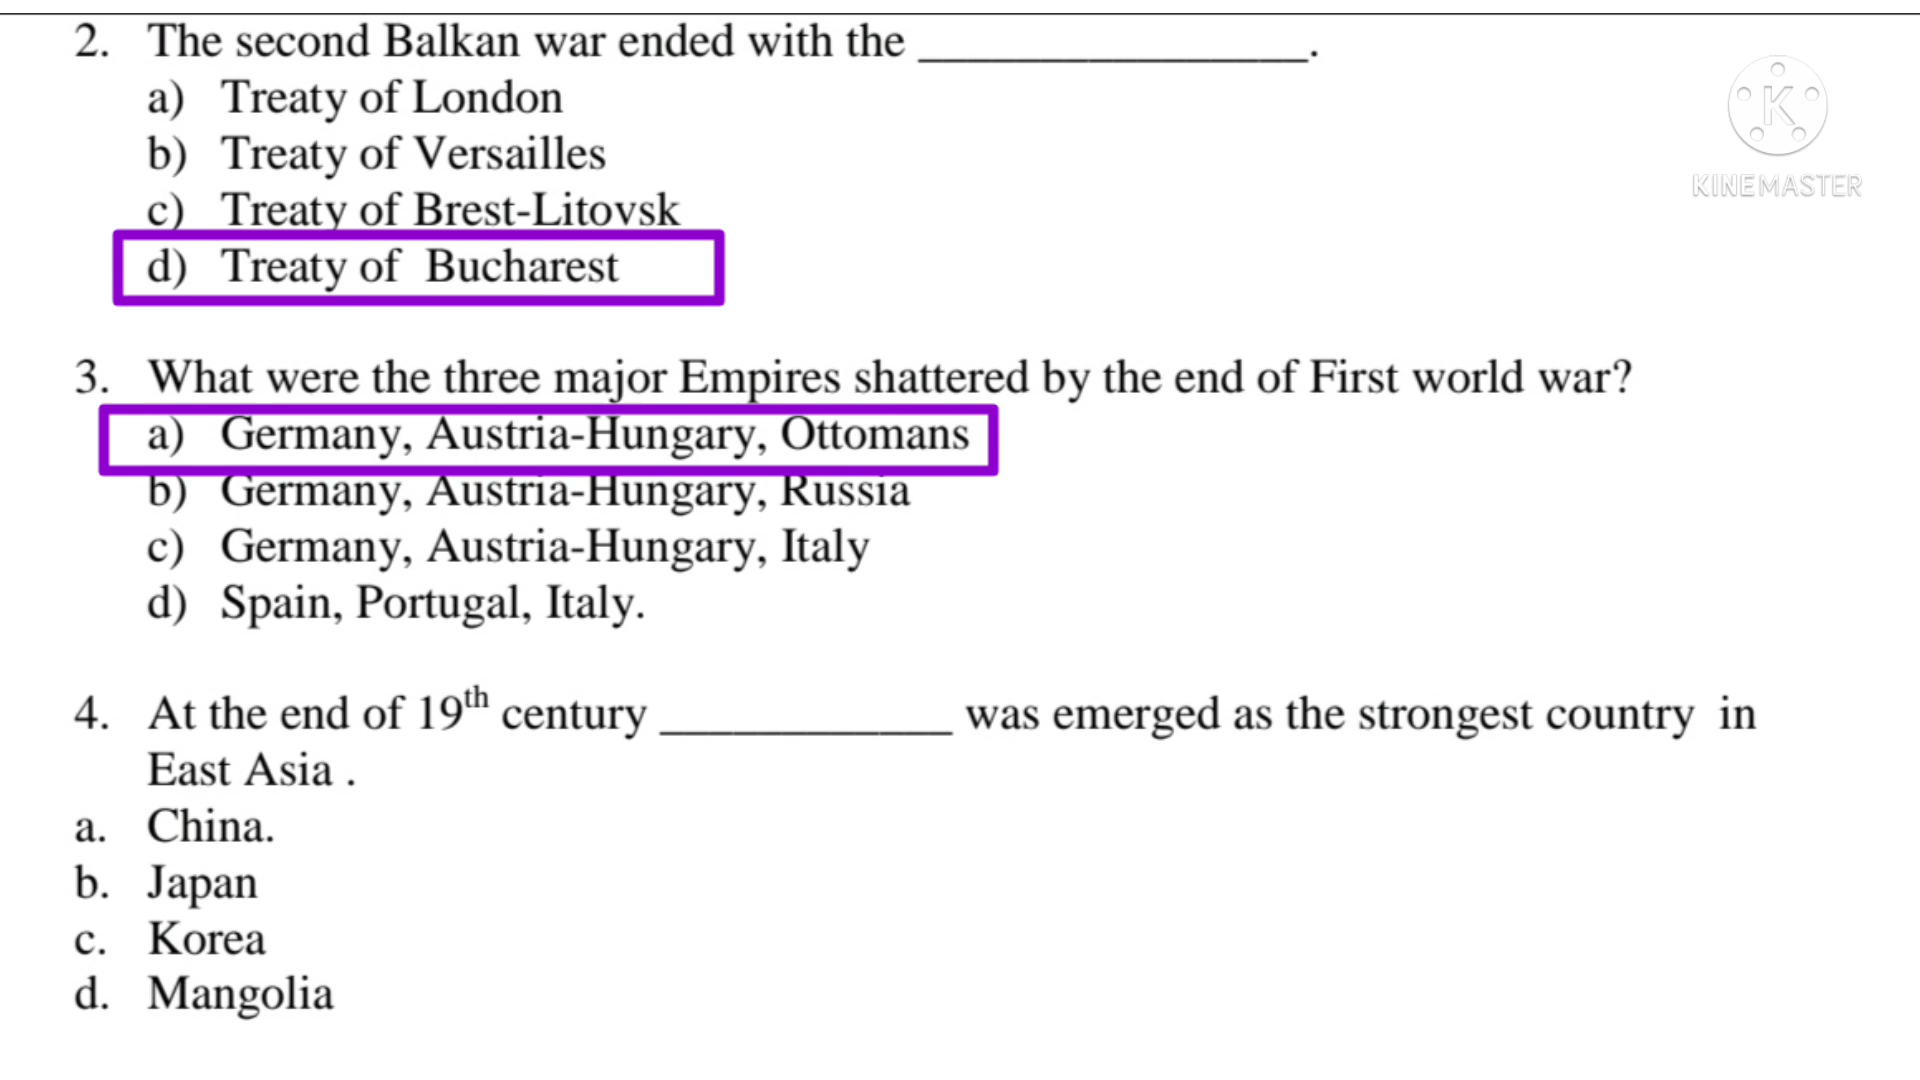 2. The second Balkan war ended with the ________________.
a) Treaty of London
b) Treaty of Versailles
c) Treaty of Brest-Litovsk
d) Treaty of Bucharest
3. What were the three major Empires shattered by the end of First world war?
a) Germany, Austria-Hungary, Ottomans
b) Germany, Austria-Hungary, Russia
c) Germany, Austria-Hungary, Italy
d) Spain, Portugal, Italy.
4. At the end of 19th century ____________ was emerged as the strongest country in
East Asia .
a. China.
b. Japan
c. Korea
d. Mangolia
K
KINEMASTER